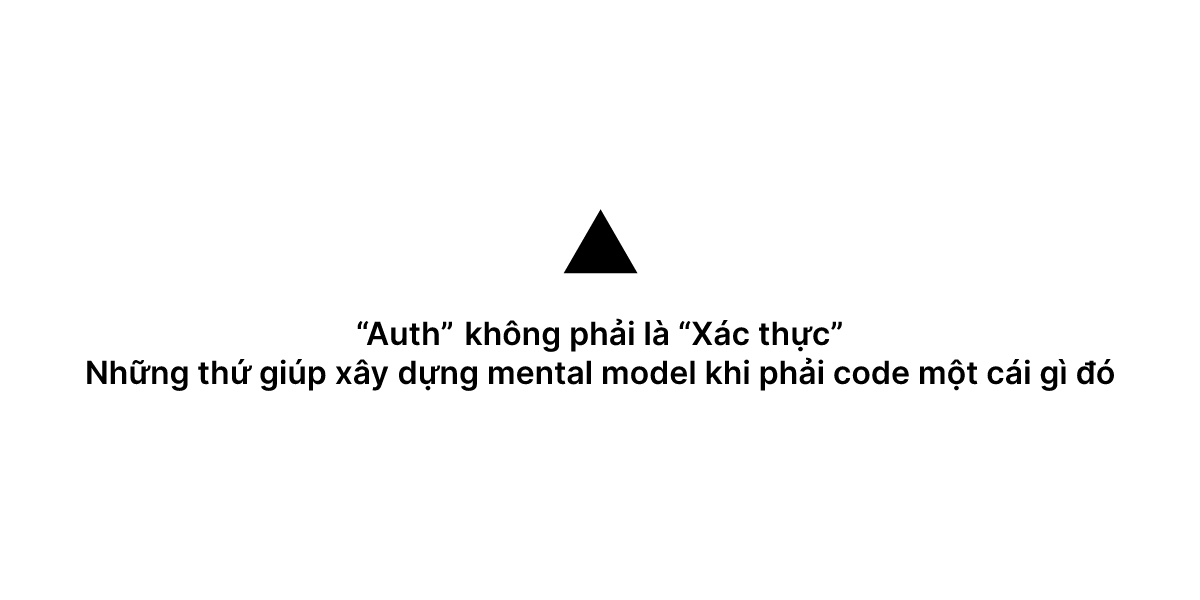 “Auth” không phải là “Xác thực”
Những thứ giúp xây dựng mental model khi phải code một cái gì đó